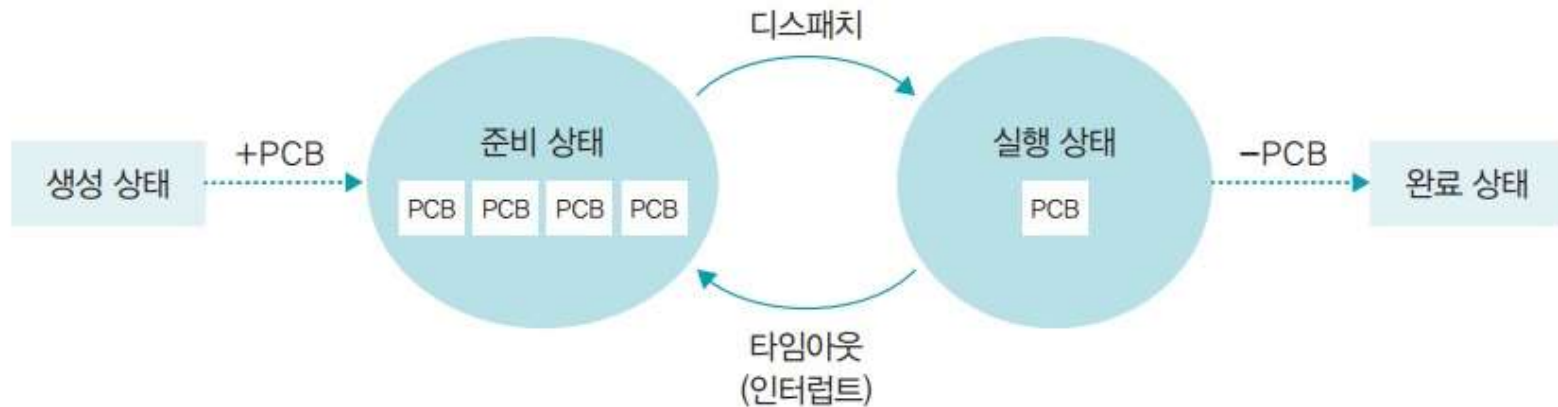 디스패치
생성 상태
+PCB
준비 상태
PCB PCB PCB PCB
실행 상태
PCB
–PCB
완료 상태
타임아웃
(인터럽트)